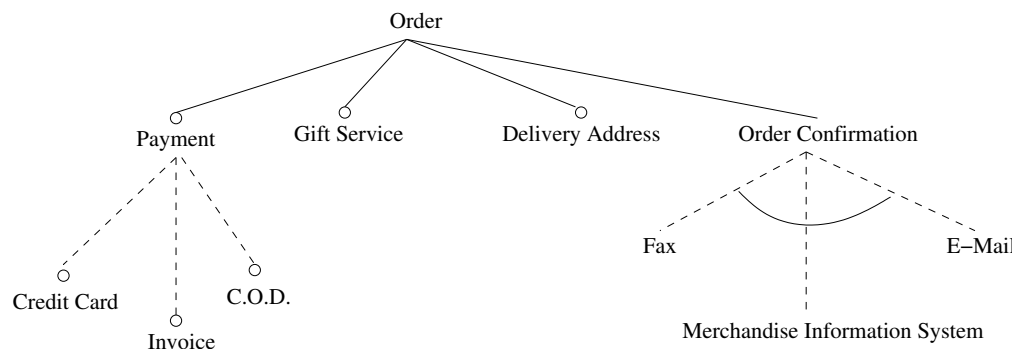 Order
Payment
Gift Service
Delivery Address
Order Confirmation
Fax
E−Mail
Credit Card
C.O.D.
Invoice
Merchandise Information System